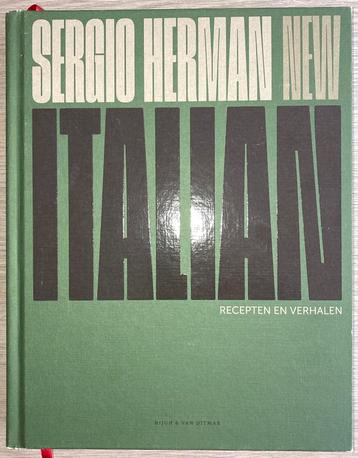 SERGIO HERMAN NEW
ITALIAN
RECEPTEN EN VERHALEN
NIJGH & VAN DITMAR